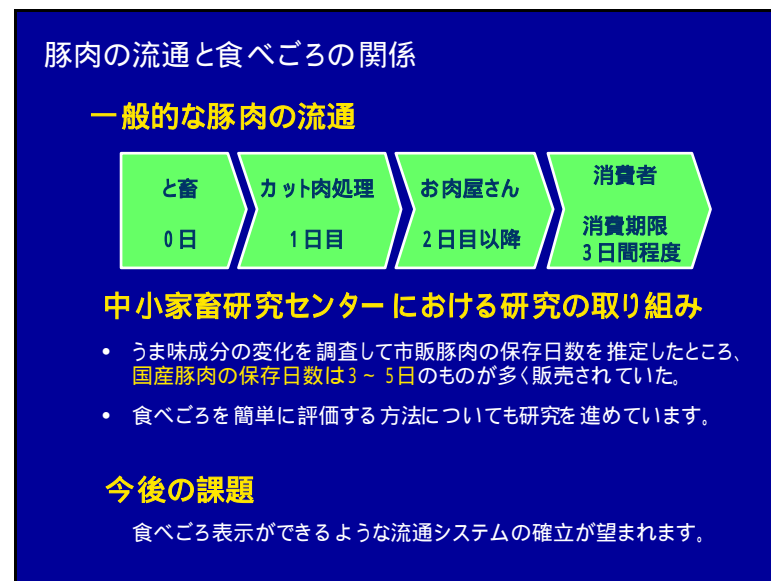 豚肉の流通と食べごろの関係
一般的な豚肉の流通
と畜
0日
カット肉処理
1日目
お肉屋さん
2日目以降
消費者
消費期限
3日間程度
中小家畜研究センターにおける研究の取り組み
• うま味成分の変化を調査して市販豚肉の保存日数を推定したところ、
国産豚肉の保存日数は3~5日のものが多く販売されていた。
• 食べごろを簡単に評価する方法についても研究を進めています。
今後の課題
食べごろ表示ができるような流通システムの確立が望まれます。